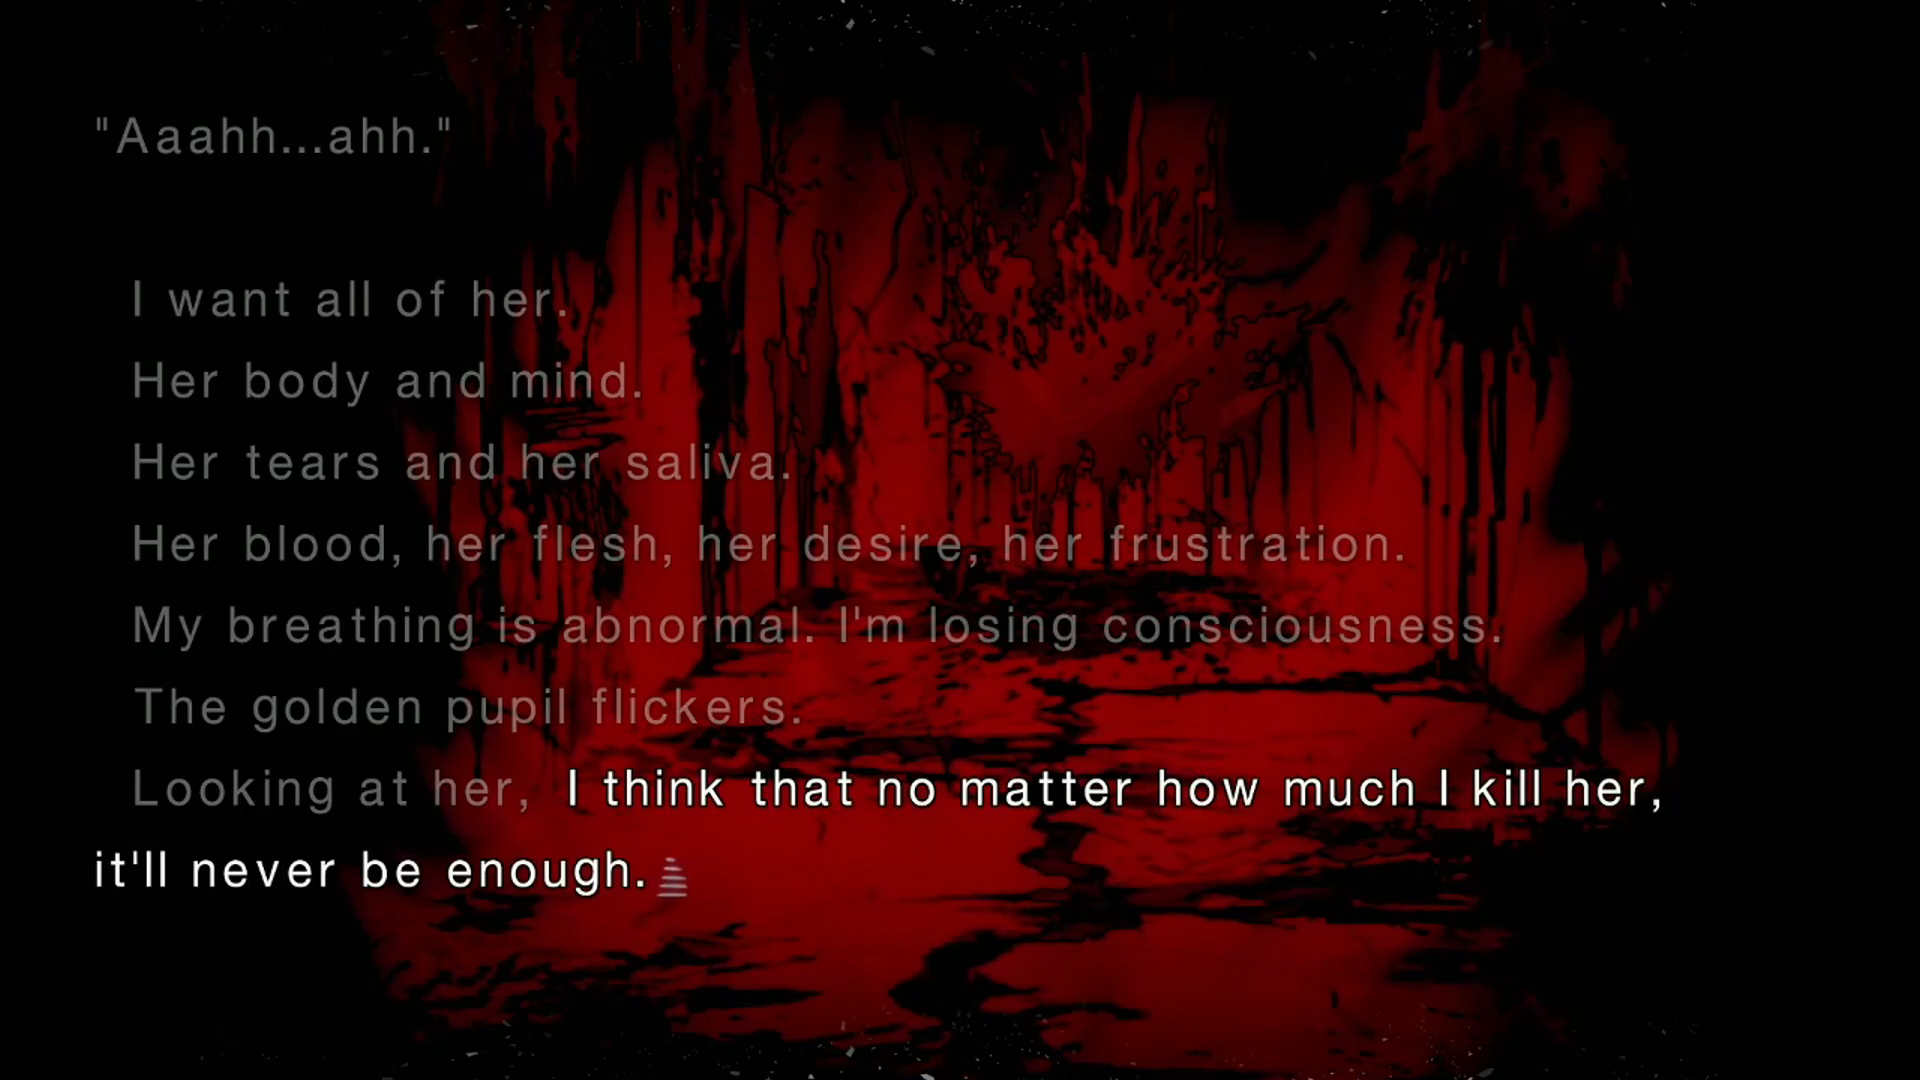 "Aaahh...ahh."
I want all of her.
Her body and mind.
Her tears and her saliva.
Her blood, her flesh, her desire, her frustration.
My breathing is abnormal. I'm losing consciousness.
The golden pupil flickers.
Looking at her, I think that no matter how much I kill her,
it'll never be enough.